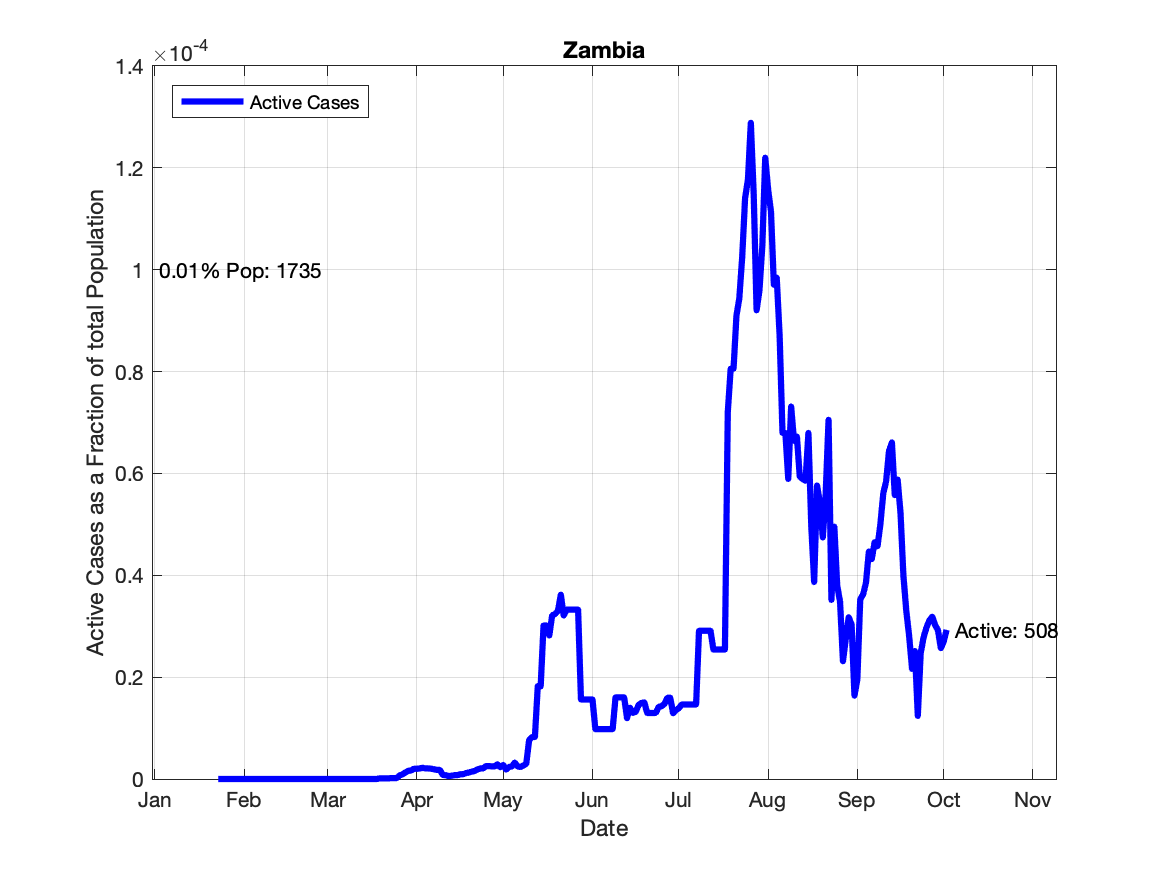 Zambia
×10-4
Active Cases
1.4
1.2
1
0.8
0.6
0.4
0.2
0
0.01% Pop: 1735
Active: 508
Active Cases as a Fraction of total Population
Jan Feb Mar Apr May Jun Jul Aug Sep Oct Nov
Date